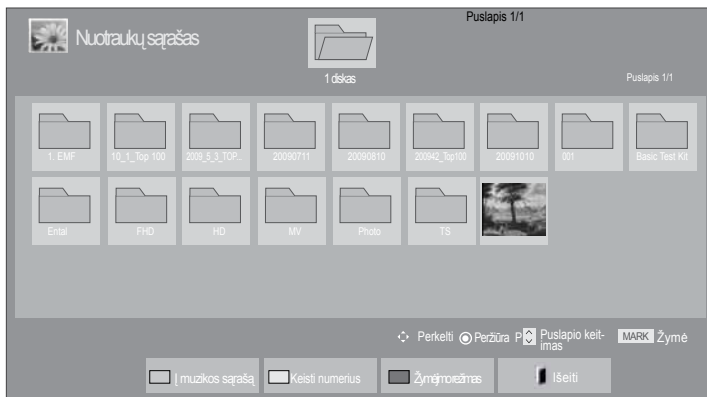 Puslapis 1/1
Nuotraukų sąrašas
1 diskas
Puslapis 1/1
1. EMF
10_1_Top 100
2009_5_3_TOP...
20090711
20090810
200942_Top100
20091010
001
Basic Test Kit
Ental
FHD
HD
MV
Photo
TS
Perkelti
Peržiūra
P
Puslapio keit-
imas
MARK
Žymė
Į muzikos sąrašą
Keisti numerius
Žymėjimo režimas
Išeiti